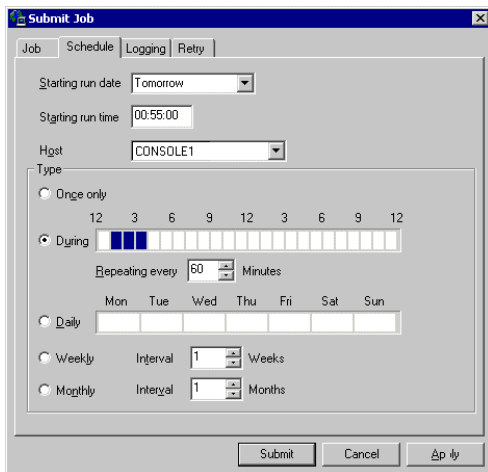 Submit Job
Job Schedule Logging Retry
Starting run date Tomorrow
Starting run time 00:55:00
Host CONSOLE1
Type
Once only
12 3 6 9 12 3 6 9 12
During
Repeating every 60 Minutes
Mon Tue Wed Thu Fri Sat Sun
Daily
Weekly Interval 1 Weeks
Monthly Interval 1 Months
Submit Cancel Apply